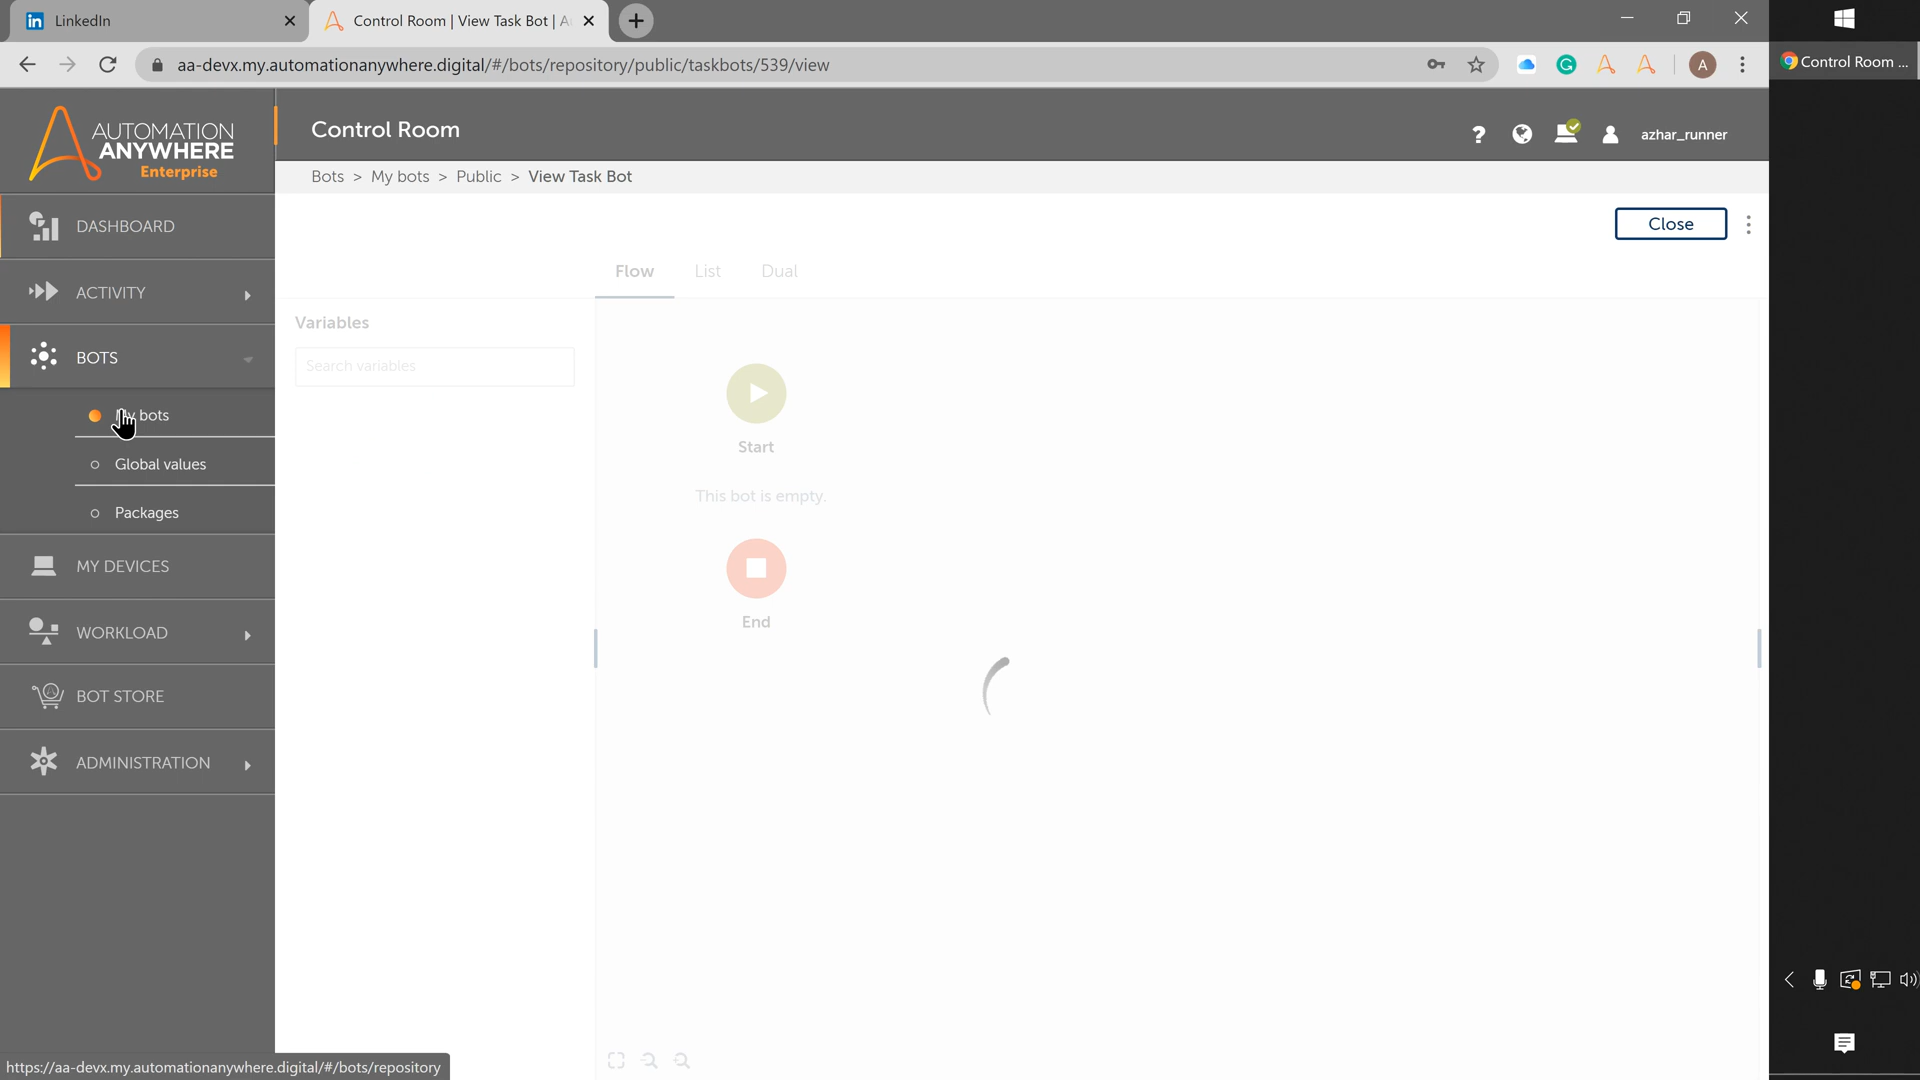 LinkedIn
Control Room | View Task Bot | A
aa-devx.my.automationanywhere.digital/#/bots/repository/public/taskbots/539/view
A
Control Room ...
AUTOMATION
ANYWHERE
Enterprise
Control Room
azhar_runner
Bots > My bots > Public > View Task Bot
Close
DASHBOARD
ACTIVITY
BOTS
My bots
Global values
Packages
MY DEVICES
WORKLOAD
BOT STORE
ADMINISTRATION
Flow
List
Dual
Variables
Search variables
Start
This bot is empty.
End
https://aa-devx.my.automationanywhere.digital/#/bots/repository